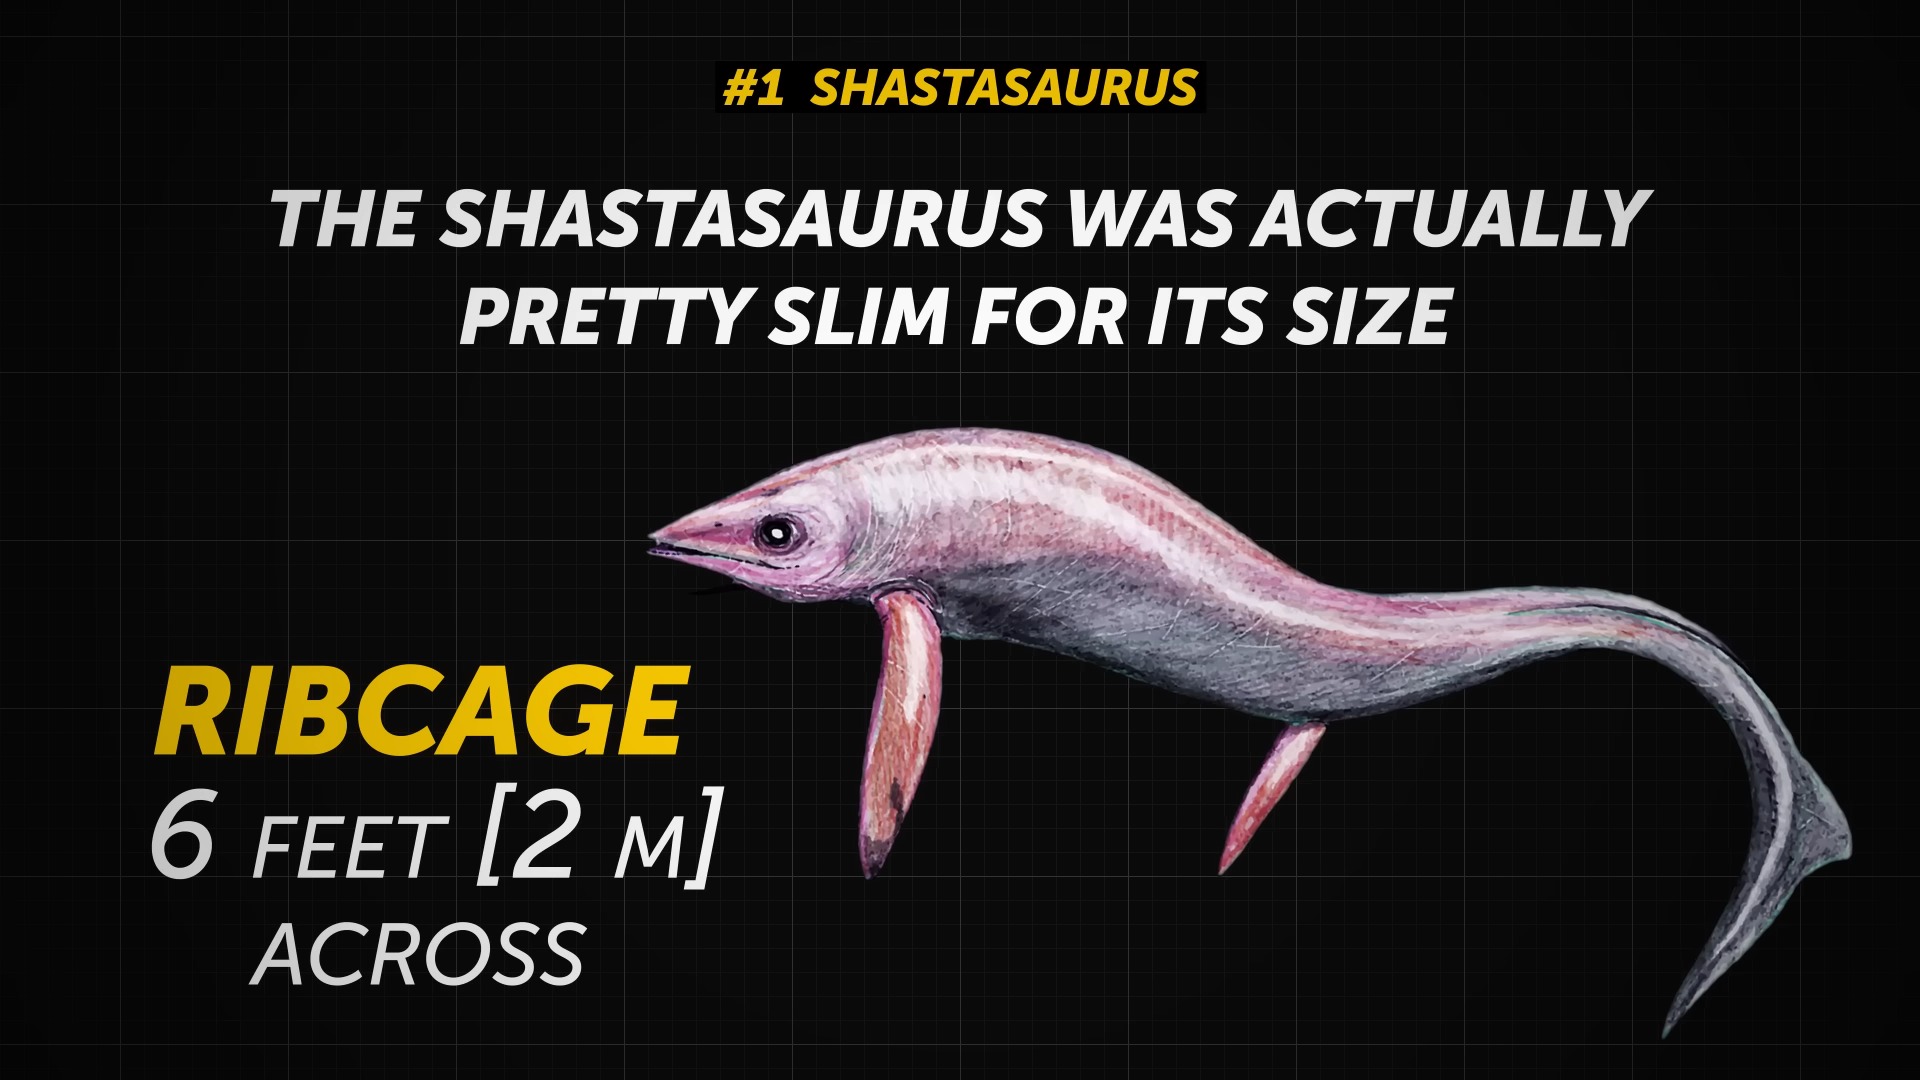 #1 SHASTASAURUS
THE SHASTASAURUS WAS ACTUALLY
PRETTY SLIM FOR ITS SIZE
RIBCAGE
6 FEET [2 M]
ACROSS